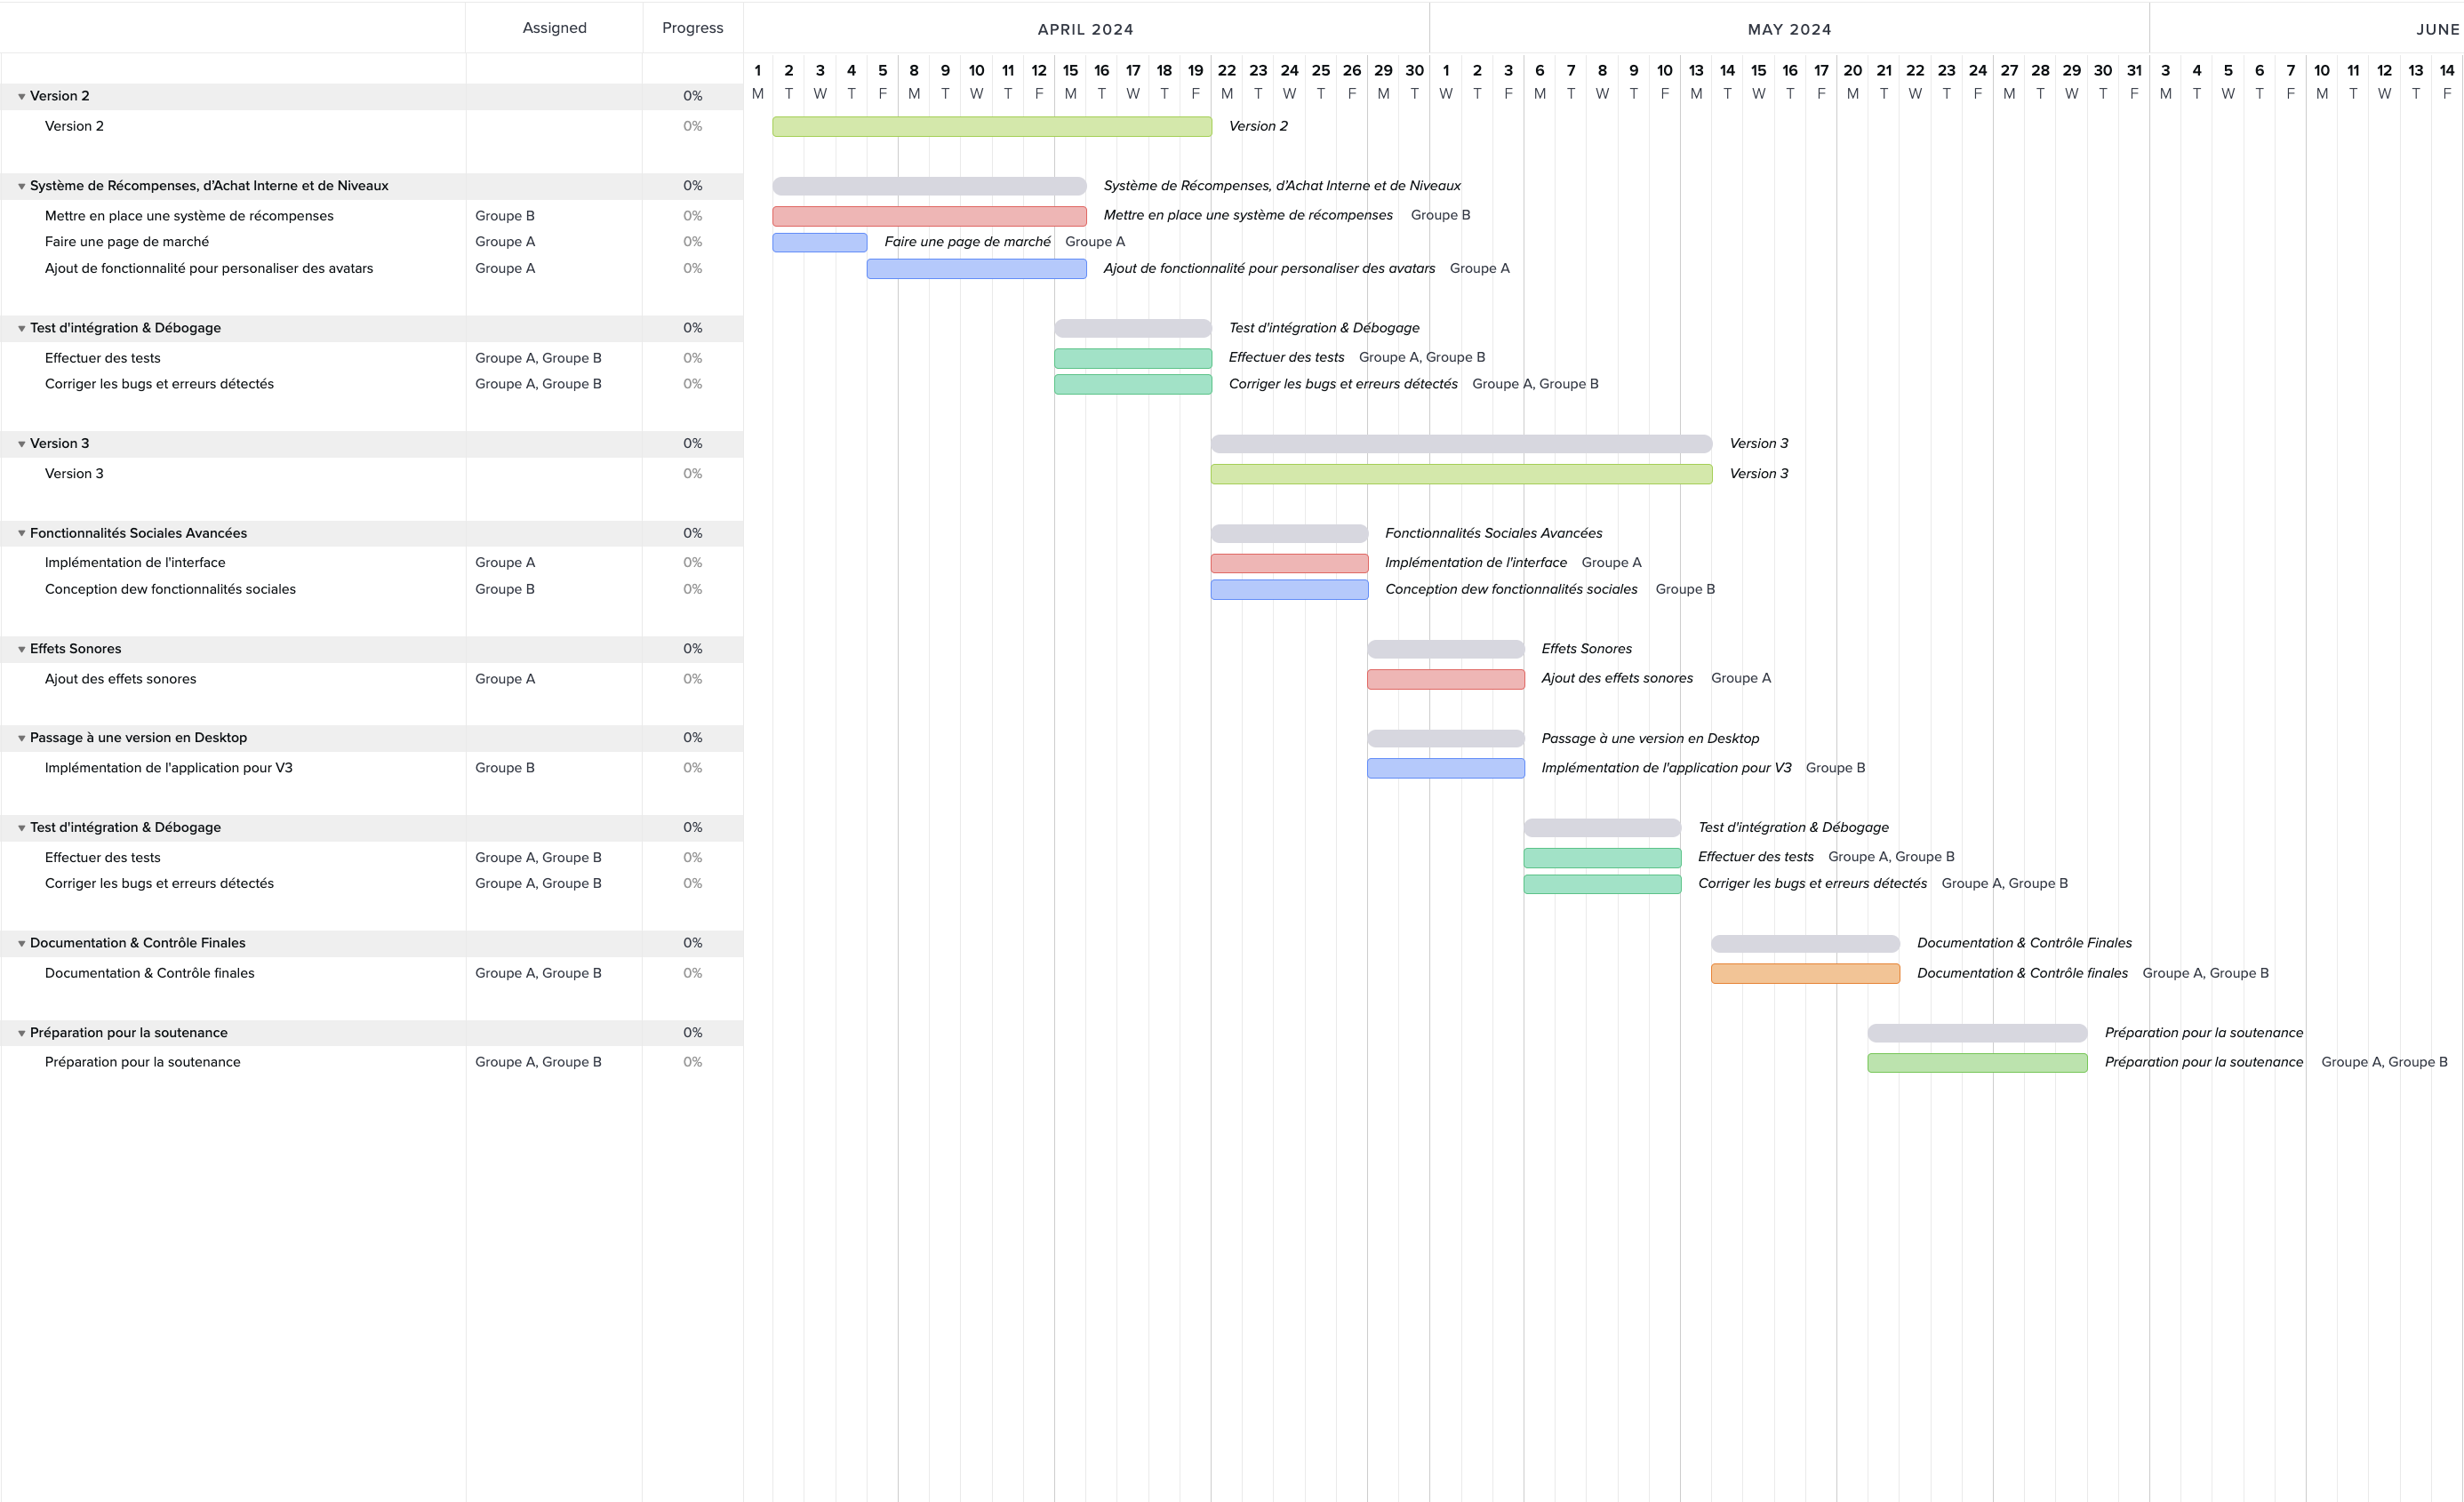 Assigned Progress APRIL 2024 MAY 2024 JUNE
1 2 3 4 5 8 9 10 11 12 15 16 17 18 19 22 23 24 25 26 29 30 1 2 3 6 7 8 9 10 13 14 15 16 17 20 21 22 23 24 27 28 29 30 31 3 4 5 6 7 10 11 12 13 14
M T W T F M T W T F M T W T F M T W T F M T W T F M T W T F M T W T F M T W T F M T W T F M T W T F M T W T F
Version 2 0%
Version 2 0% Version 2
Système de Récompenses, d'Achat Interne et de Niveaux 0% Système de Récompenses, d'Achat Interne et de Niveaux
Mettre en place une système de récompenses Groupe B 0% Mettre en place une système de récompenses Groupe B
Faire une page de marché Groupe A 0% Faire une page de marché Groupe A
Ajout de fonctionnalité pour personaliser des avatars Groupe A 0% Ajout de fonctionnalité pour personaliser des avatars Groupe A
Test d'intégration & Débogage 0% Test d'intégration & Débogage
Effectuer des tests Groupe A, Groupe B 0% Effectuer des tests Groupe A, Groupe B
Corriger les bugs et erreurs détectés Groupe A, Groupe B 0% Corriger les bugs et erreurs détectés Groupe A, Groupe B
Version 3 0% Version 3
Version 3 0% Version 3
Fonctionnalités Sociales Avancées 0% Fonctionnalités Sociales Avancées
Implémentation de l'interface Groupe A 0% Implémentation de l'interface Groupe A
Conception dew fonctionnalités sociales Groupe B 0% Conception dew fonctionnalités sociales Groupe B
Effets Sonores 0% Effets Sonores
Ajout des effets sonores Groupe A 0% Ajout des effets sonores Groupe A
Passage à une version en Desktop 0% Passage à une version en Desktop
Implémentation de l'application pour V3 Groupe B 0% Implémentation de l'application pour V3 Groupe B
Test d'intégration & Débogage 0% Test d'intégration & Débogage
Effectuer des tests Groupe A, Groupe B 0% Effectuer des tests Groupe A, Groupe B
Corriger les bugs et erreurs détectés Groupe A, Groupe B 0% Corriger les bugs et erreurs détectés Groupe A, Groupe B
Documentation & Contrôle Finales 0% Documentation & Contrôle Finales
Documentation & Contrôle finales Groupe A, Groupe B 0% Documentation & Contrôle finales Groupe A, Groupe B
Préparation pour la soutenance 0% Préparation pour la soutenance
Préparation pour la soutenance Groupe A, Groupe B 0% Préparation pour la soutenance Groupe A, Groupe B